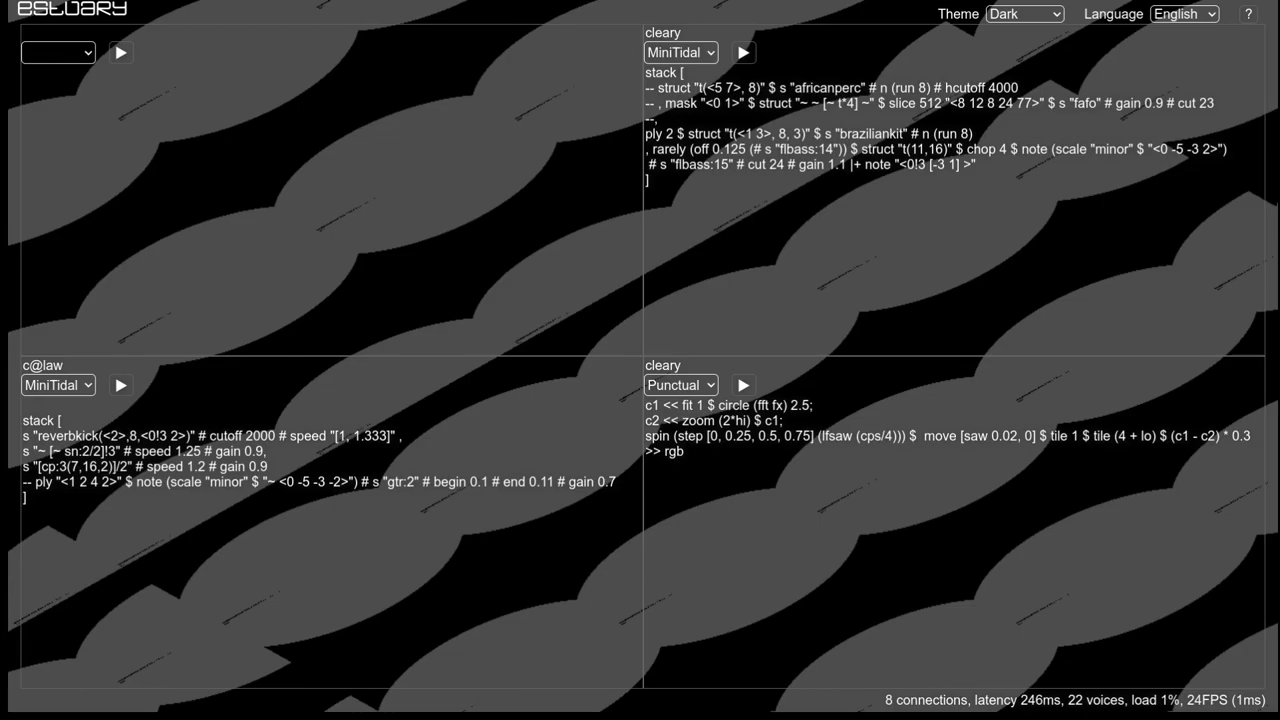 estuary
Theme Dark Language English ?
cleary
MiniTidal
stack [
-- struct "t(<5 7>, 8)" $ s "africanperc" # n (run 8) # hcutoff 4000
-- , mask "<0 1>" $ struct "~ ~ [~ t*4] ~" $ slice 512 "<8 12 8 24 77>" $ s "fafo" # gain 0.9 # cut 23
--,
ply 2 $ struct "t(<1 3>, 8, 3)" $ s "braziliankit" # n (run 8)
, rarely (off 0.125 (# s "flbass:14")) $ struct "t(11,16)" $ chop 4 $ note (scale "minor" $ "<0 -5 -3 2>")
# s "flbass:15" # cut 24 # gain 1.1 |+ note "<0!3 [-3 1] >"
]
c@law
MiniTidal
stack [
s "reverbkick(<2>,8,<0!3 2>)" # cutoff 2000 # speed "[1, 1.333]" ,
s "~ [~ sn:2/2]!3" # speed 1.25 # gain 0.9,
s "[cp:3(7,16,2)]/2" # speed 1.2 # gain 0.9
-- ply "<1 2 4 2>" $ note (scale "minor" $ "~ <0 -5 -3 -2>") # s "gtr:2" # begin 0.1 # end 0.11 # gain 0.7
]
cleary
Punctual
c1 << fit 1 $ circle (fft fx) 2.5;
c2 << zoom (2*hi) $ c1;
spin (step [0, 0.25, 0.5, 0.75] (lfsaw (cps/4))) $  move [saw 0.02, 0] $ tile 1 $ tile (4 + lo) $ (c1 - c2) * 0.3
>> rgb
8 connections, latency 246ms, 22 voices, load 1%, 24FPS (1ms)